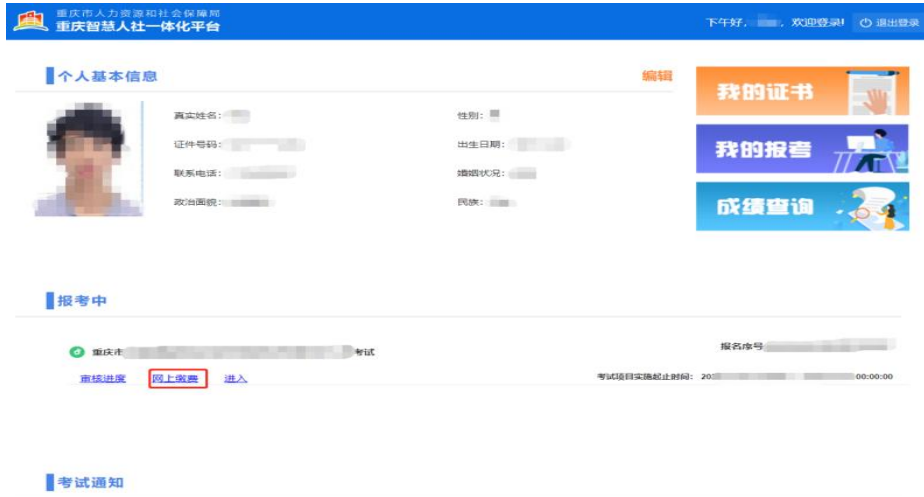 重庆市人力资源和社会保障局
重庆智慧人社一体化平台
下午好, , 欢迎登录! 退出登录
个人基本信息 编辑
真实姓名: 性别:
证件号码: 出生日期:
联系电话: 婚姻状况:
政治面貌: 民族:
我的证书
我的报考
成绩查询
报考中
重庆市 考试 报名序号
审核进度 网上缴费 进入 考试项目实施起止时间: 20 00:00:00
考试通知